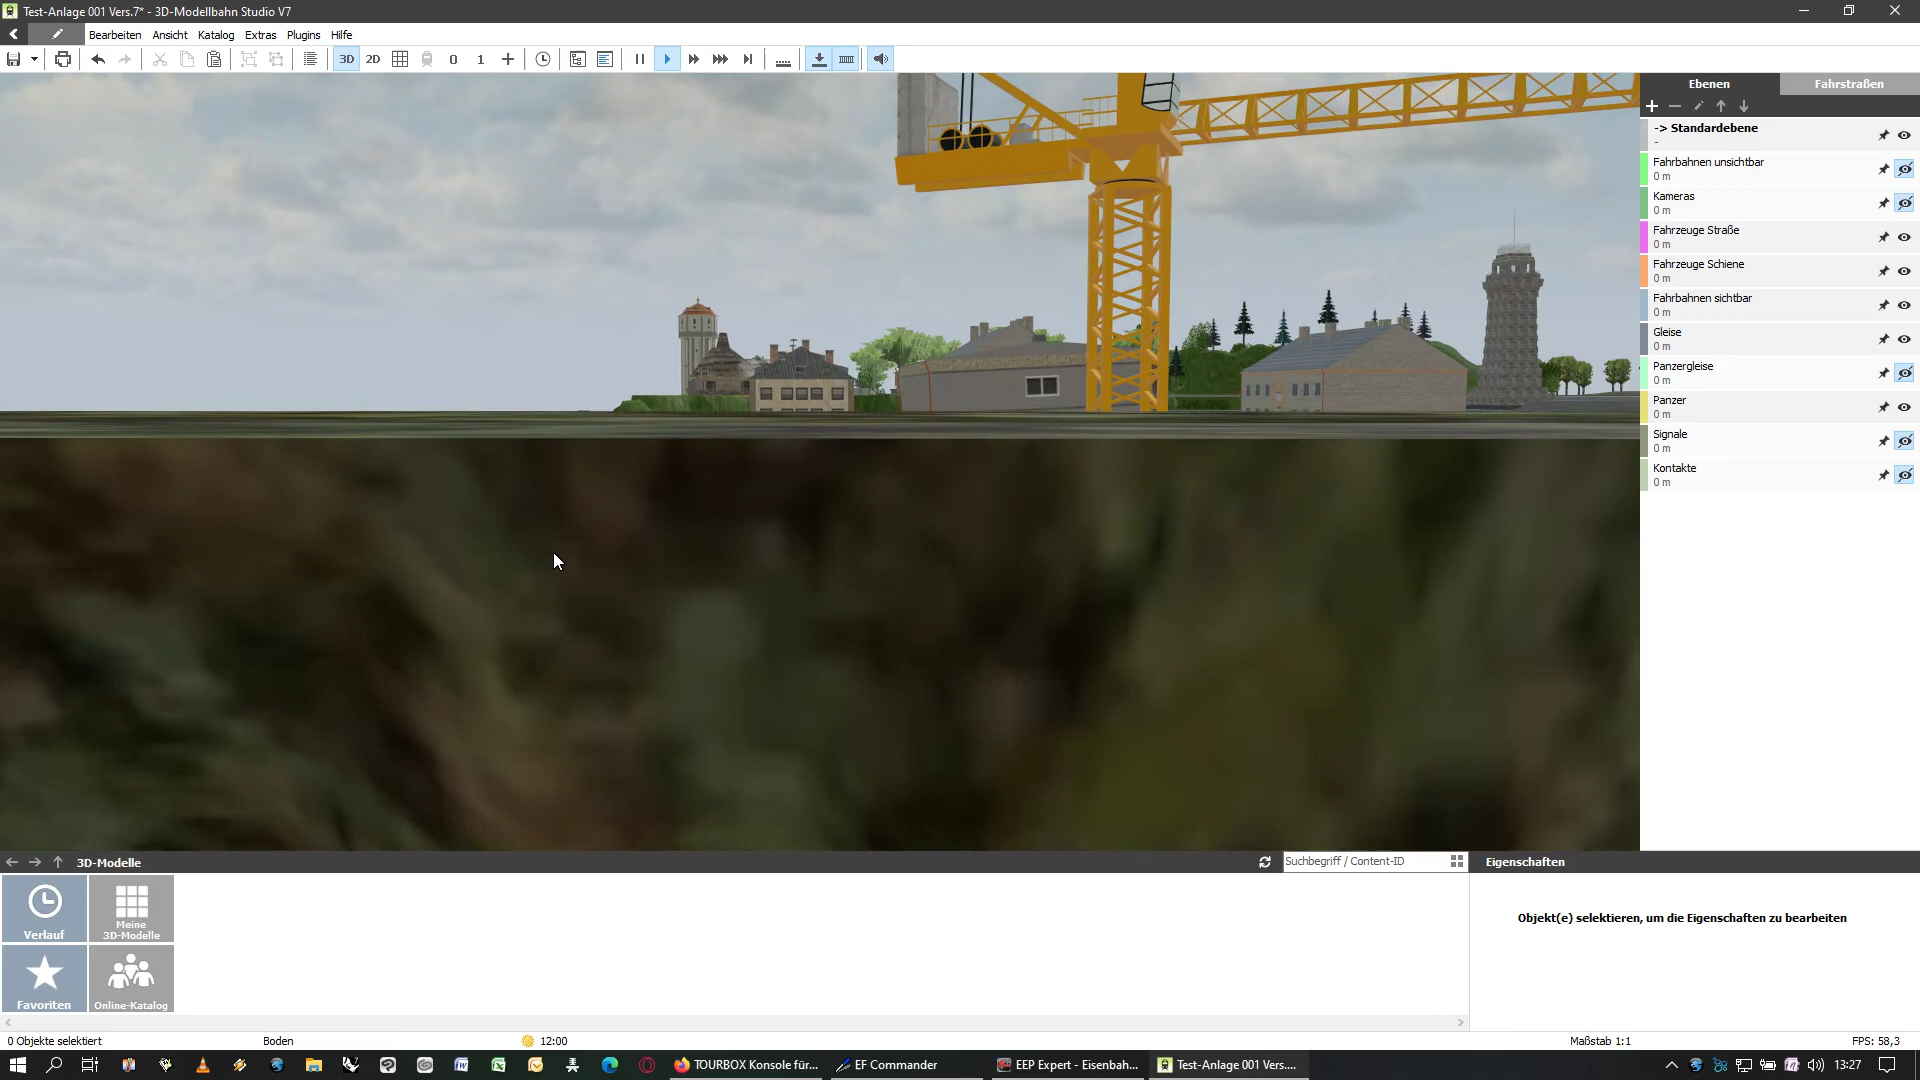 Test-Anlage 001 Vers.7* - 3D-Modellbahn Studio V7
Bearbeiten Ansicht Katalog Extras Plugins Hilfe
3D 2D 0 1
Ebenen Fahrstraßen
-> Standardebene
-
Fahrbahnen unsichtbar
0 m
Kameras
0 m
Fahrzeuge Straße
0 m
Fahrzeuge Schiene
0 m
Fahrbahnen sichtbar
0 m
Gleise
0 m
Panzergleise
0 m
Panzer
0 m
Signale
0 m
Kontakte
0 m
3D-Modelle
Suchbegriff / Content-ID
Eigenschaften
Verlauf
Meine
3D-Modelle
Favoriten
Online-Katalog
Objekt(e) selektieren, um die Eigenschaften zu bearbeiten
0 Objekte selektiert Boden 12:00 Maßstab 1:1 FPS: 58,3
TOURBOX Konsole für... EF Commander EEP Expert - Eisenbah... Test-Anlage 001 Vers.... 13:27